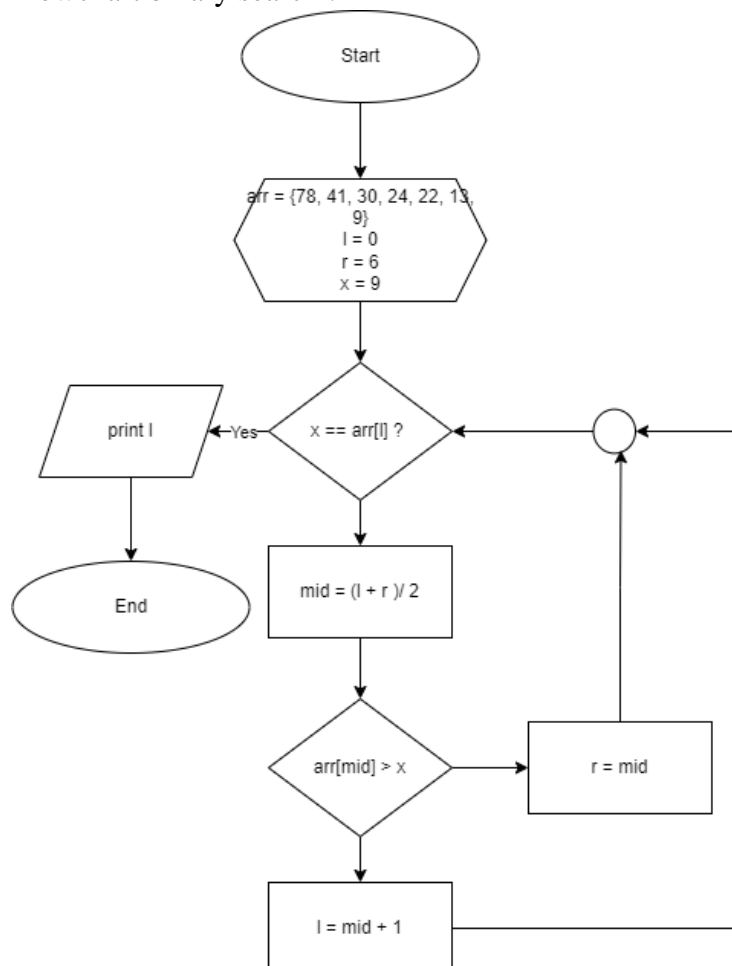 Start
arr = {78, 41, 30, 24, 22, 13,
9}
l = 0
r = 6
x = 9
print l
Yes
x == arr[l] ?
mid = (l + r )/ 2
End
arr[mid] > x
r = mid
l = mid + 1